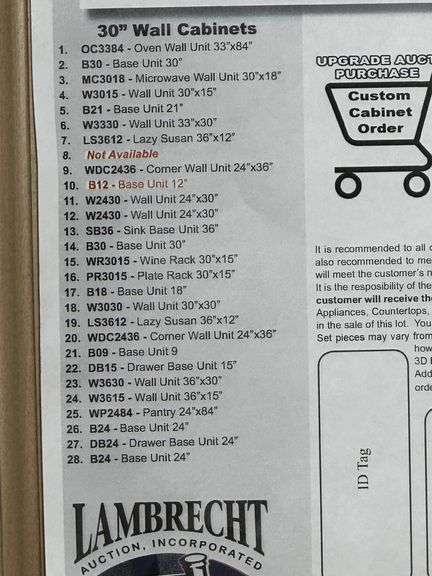 30” Wall Cabinets
1. OC3384 - Oven Wall Unit 33"x84"
2. B30 - Base Unit 30"
3. MC3018 - Microwave Wall Unit 30"x18"
4. W3015 - Wall Unit 30"x15"
5. B21 - Base Unit 21"
6. W3330 - Wall Unit 33"x30"
7. LS3612 - Lazy Susan 36"x12"
8. Not Available
9. WDC2436 - Corner Wall Unit 24"x36"
10. B12 - Base Unit 12"
11. W2430 - Wall Unit 24"x30"
12. W2430 - Wall Unit 24"x30"
13. SB36 - Sink Base Unit 36"
14. B30 - Base Unit 30"
15. WR3015 - Wine Rack 30"x15"
16. PR3015 - Plate Rack 30"x15"
17. B18 - Base Unit 18"
18. W3030 - Wall Unit 30"x30"
19. LS3612 - Lazy Susan 36"x12"
20. WDC2436 - Corner Wall Unit 24"x36"
21. B09 - Base Unit 9
22. DB15 - Drawer Base Unit 15"
23. W3630 - Wall Unit 36"x30"
24. W3615 - Wall Unit 36"x15"
25. WP2484 - Pantry 24"x84"
26. B24 - Base Unit 24"
27. DB24 - Drawer Base Unit 24"
28. B24 - Base Unit 24"
LAMBRECHT
AUCTION, INCORPORATED
UPGRADE AUCT
PURCHASE
Custom
Cabinet
Order
It is recommended to all c
also recommended to me
will meet the customer's n
It is the resposibility of the
customer will receive the
Appliances, Countertops,
in the sale of this lot. You
Set pieces may vary from
how
3D
Add
orde
ID Tag